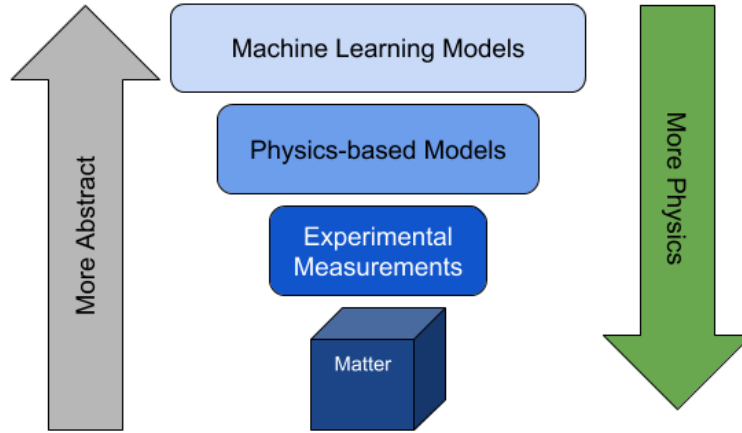 Machine Learning Models
Physics-based Models
Experimental
Measurements
Matter
More Abstract
More Physics